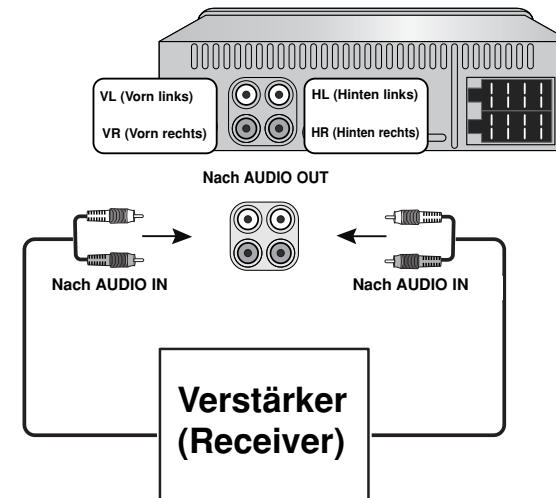 VL (Vorn links)
HL (Hinten links)
VR (Vorn rechts)
HR (Hinten rechts)
Nach AUDIO OUT
Nach AUDIO IN
Nach AUDIO IN
Verstärker
(Receiver)